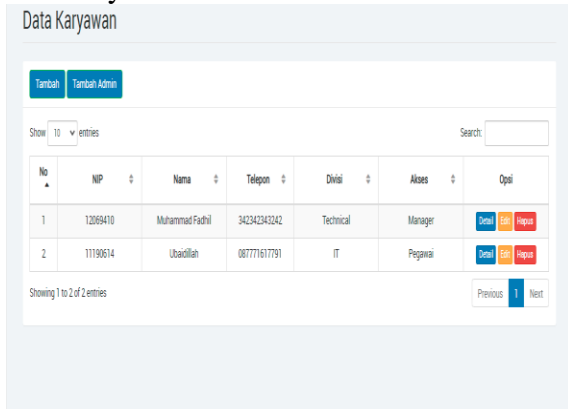 Data Karyawan
Tambah Tambah Admin
Show 10 entries Search:
No NIP Nama Telepon Divisi Akses Opsi
1 12069410 Muhammad Fadhil 342342343242 Technical Manager Detail Edit Hapus
2 11190614 Ubaidillah 087771617791 IT Pegawai Detail Edit Hapus
Showing 1 to 2 of 2 entries Previous 1 Next